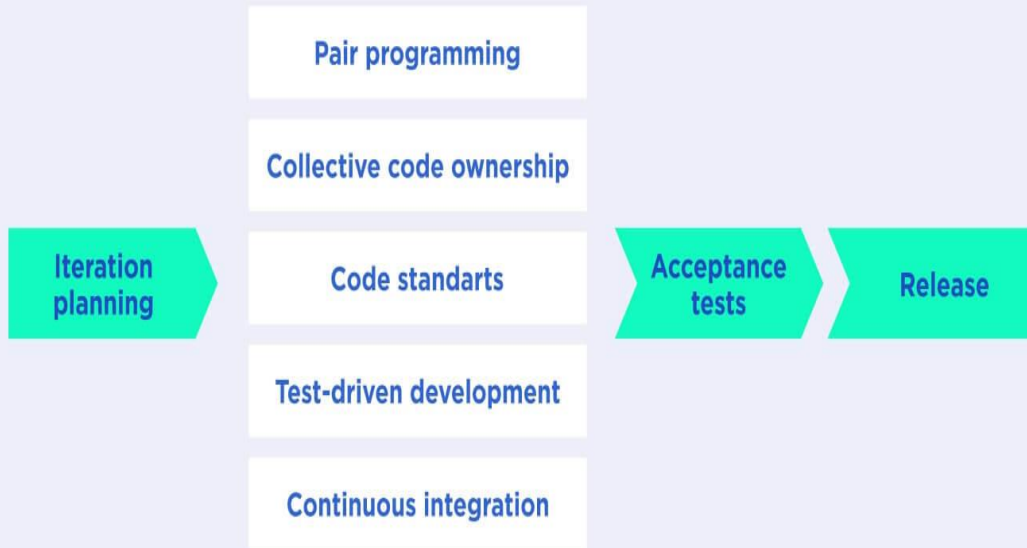 Iteration
planning
Pair programming
Collective code ownership
Code standarts
Test-driven development
Continuous integration
Acceptance
tests
Release